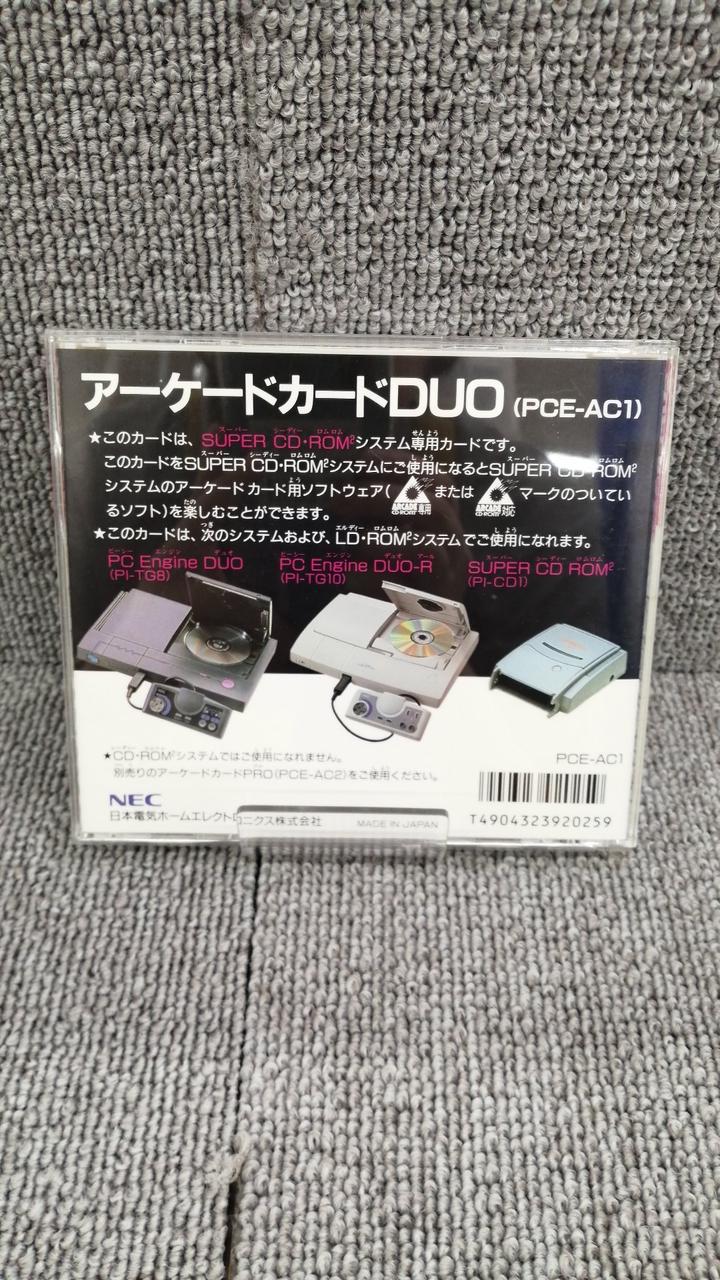 アーケードカードDUO (PCE-AC1)
★このカードは、SUPER CD・ROM²システム専用カードです。
このカードをSUPER CD・ROM²システムにご使用になるとSUPER CD・ROM²
システムのアーケードカード用ソフトウェア( ARCADE CD-ROM² 専用 または ARCADE CD-ROM² 対応 マークのついてい
るソフト)を楽しむことができます。
★このカードは、次のシステムおよび、LD・ROM²システムでご使用になれます。
PC Engine DUO PC Engine DUO-R SUPER CD ROM²
(PI-TG8) (PI-TG10) (PI-CD1)
★CD・ROM²システムではご使用になれません。
別売りのアーケードカードPRO(PCE-AC2)をご使用ください。
PCE-AC1
NEC
日本電気ホームエレクトロニクス株式会社 MADE IN JAPAN T4904323920259